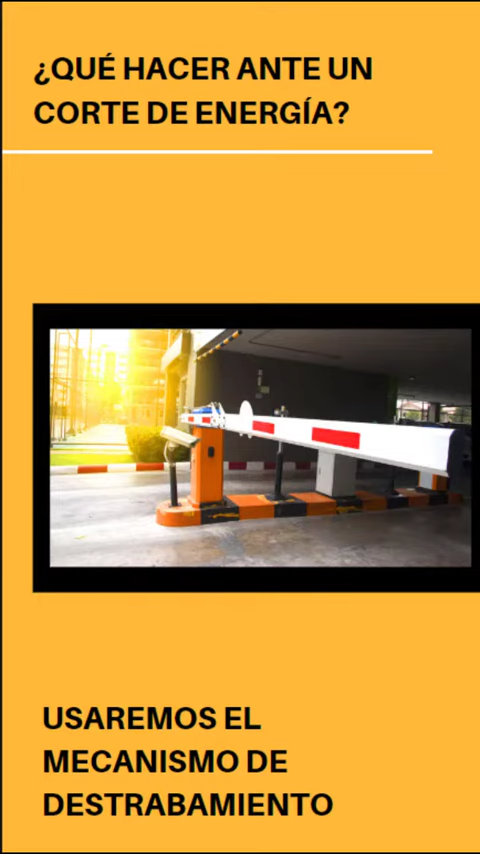 ¿QUÉ HACER ANTE UN
CORTE DE ENERGÍA?
USAREMOS EL
MECANISMO DE
DESTRABAMIENTO